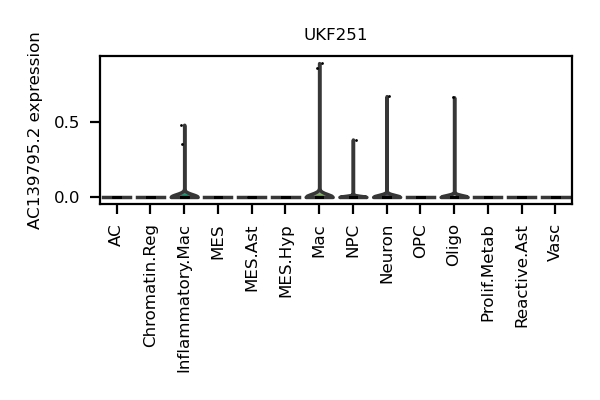 UKF251
AC139795.2 expression
0.5
0.0
AC
Chromatin.Reg
Inflammatory.Mac
MES
MES.Ast
MES.Hyp
Mac
NPC
Neuron
OPC
Oligo
Prolif.Metab
Reactive.Ast
Vasc